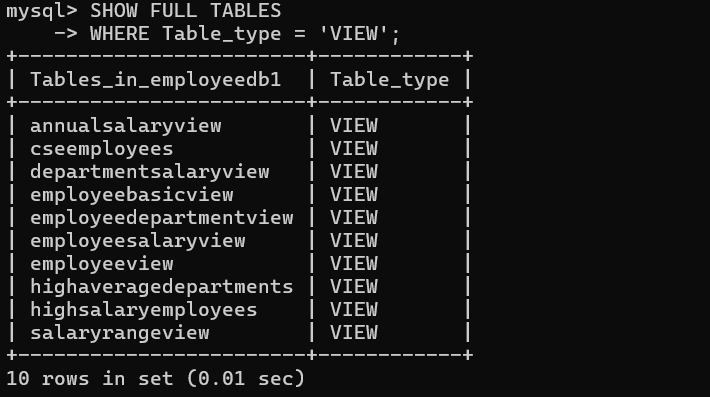 mysql> SHOW FULL TABLES
    -> WHERE Table_type = 'VIEW';
+------------------------+------------+
| Tables_in_employeedb1  | Table_type |
+------------------------+------------+
| annualsalaryview       | VIEW       |
| cseemployees           | VIEW       |
| departmentsalaryview   | VIEW       |
| employeebasicview      | VIEW       |
| employeedepartmentview | VIEW       |
| employeesalaryview     | VIEW       |
| employeeview           | VIEW       |
| highaveragedepartments | VIEW       |
| highsalaryemployees    | VIEW       |
| salaryrangeview        | VIEW       |
+------------------------+------------+
10 rows in set (0.01 sec)